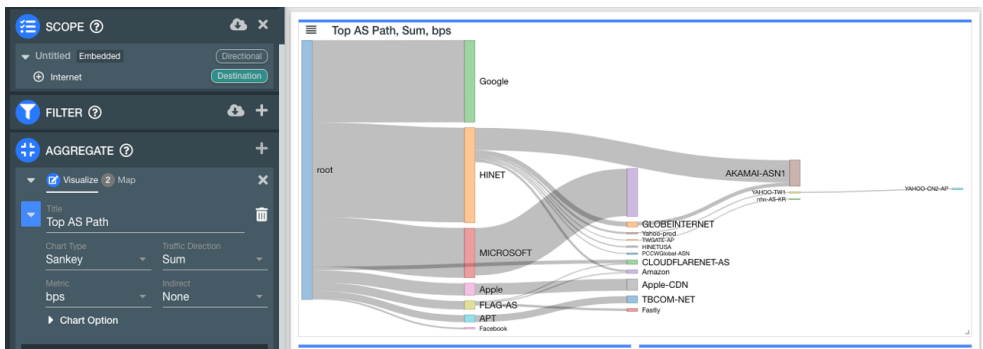 SCOPE ?
Untitled Embedded Directional
Internet Destination
FILTER ?
AGGREGATE ?
Visualize 2 Map
Title
Top AS Path
Chart Type Traffic Direction
Sankey Sum
Metric Indirect
bps None
Chart Option
Top AS Path, Sum, bps
root
Google
HINET
MICROSOFT
Apple
FLAG-AS
APT
Facebook
GLOBEINTERNET
Yahoo-prod
TWGATE-AP
HINETUSA
PCCWGlobal-ASN
CLOUDFLARENET-AS
Amazon
Apple-CDN
TBCOM-NET
Fastly
AKAMAI-ASN1
YAHOO-TW1
nhn-AS-KR
YAHOO-CN2-AP